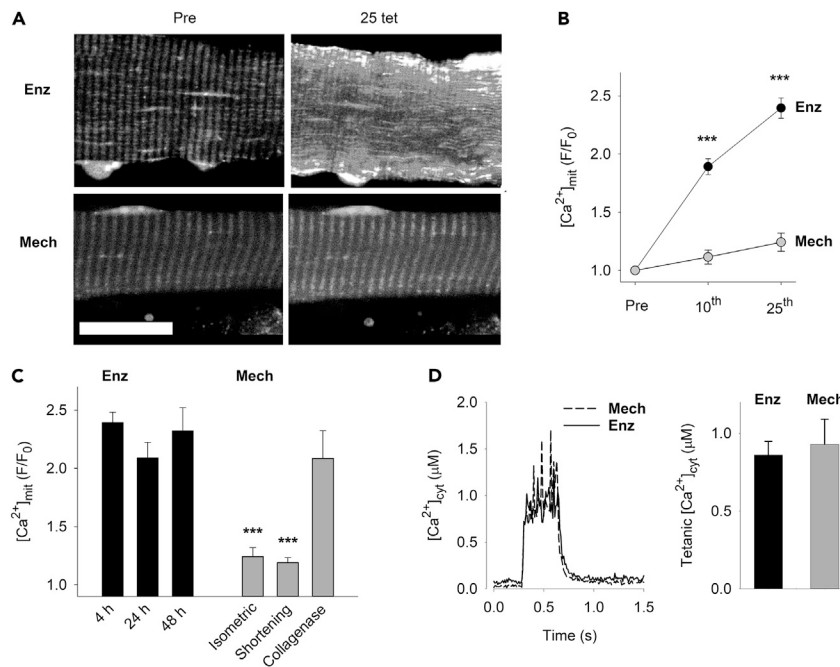 A
Pre
25 tet
Enz
Mech
B
[Ca²⁺]mit (F/F₀)
2.5
2.0
1.5
1.0
***
***
Enz
Mech
Pre
10ᵗʰ
25ᵗʰ
C
Enz
Mech
[Ca²⁺]mit (F/F₀)
2.5
2.0
1.5
1.0
***
***
4 h
24 h
48 h
Isometric
Shortening
Collagenase
D
Mech
Enz
[Ca²⁺]cyt (µM)
2.0
1.5
1.0
0.5
0.0
0.0
0.5
1.0
1.5
Time (s)
Enz
Mech
Tetanic [Ca²⁺]cyt (µM)
1.0
0.5
0.0